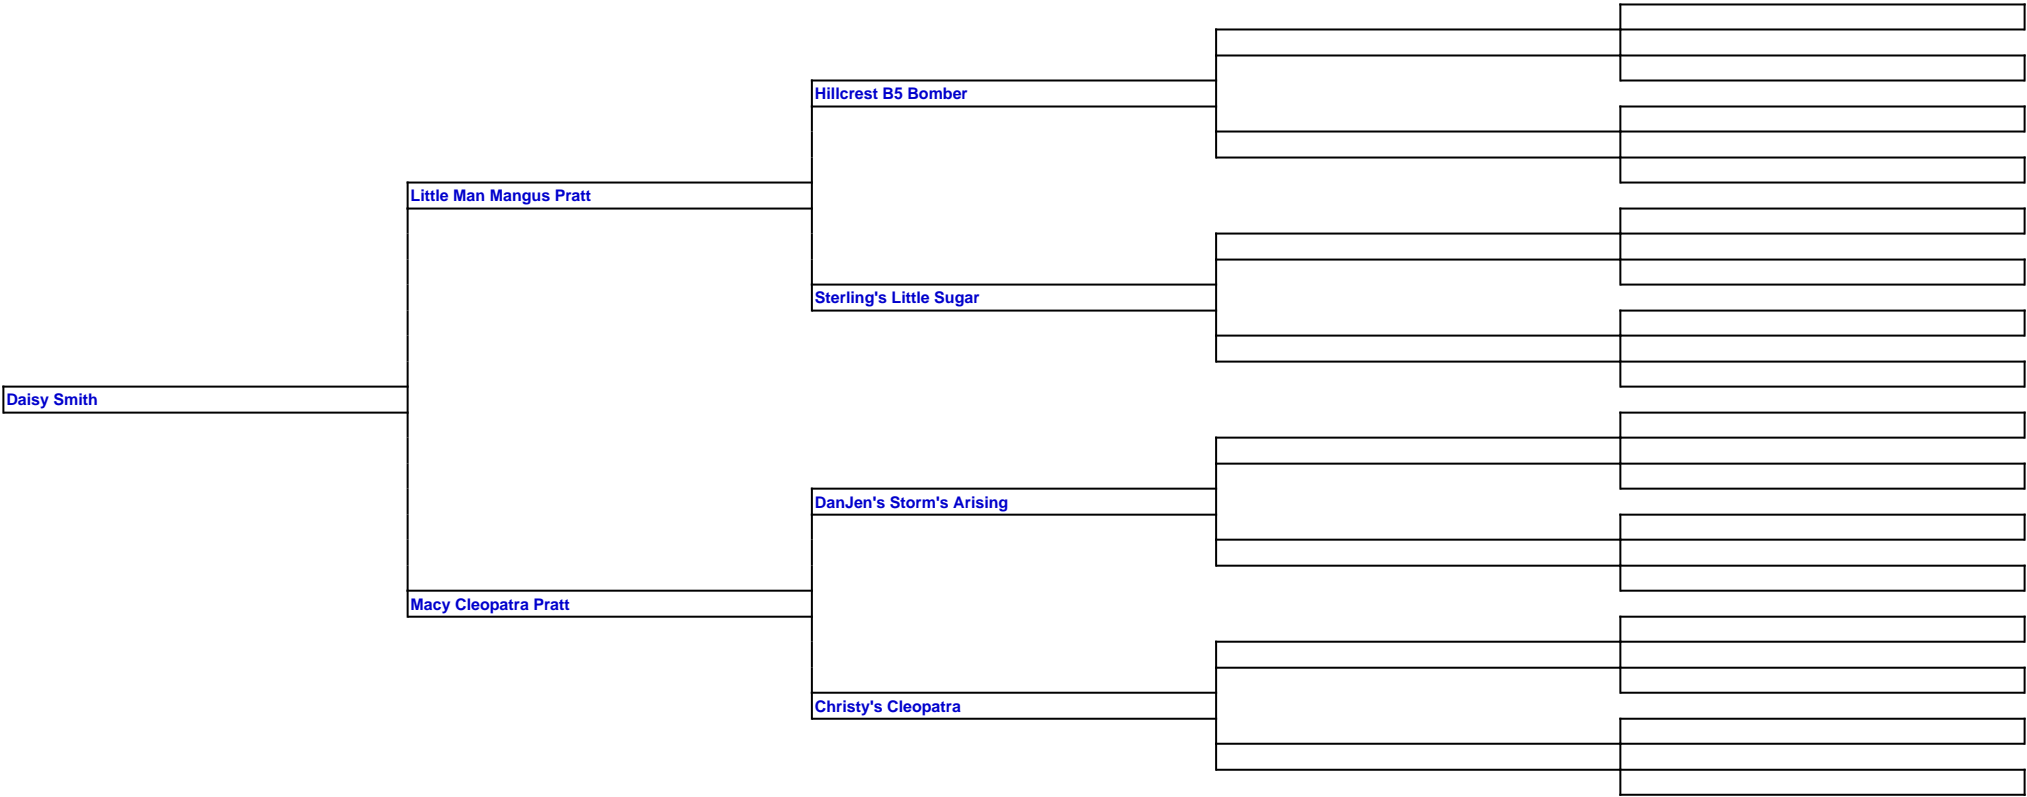 Hillcrest B5 Bomber
Little Man Mangus Pratt
Sterling's Little Sugar
Daisy Smith
DanJen's Storm's Arising
Macy Cleopatra Pratt
Christy's Cleopatra